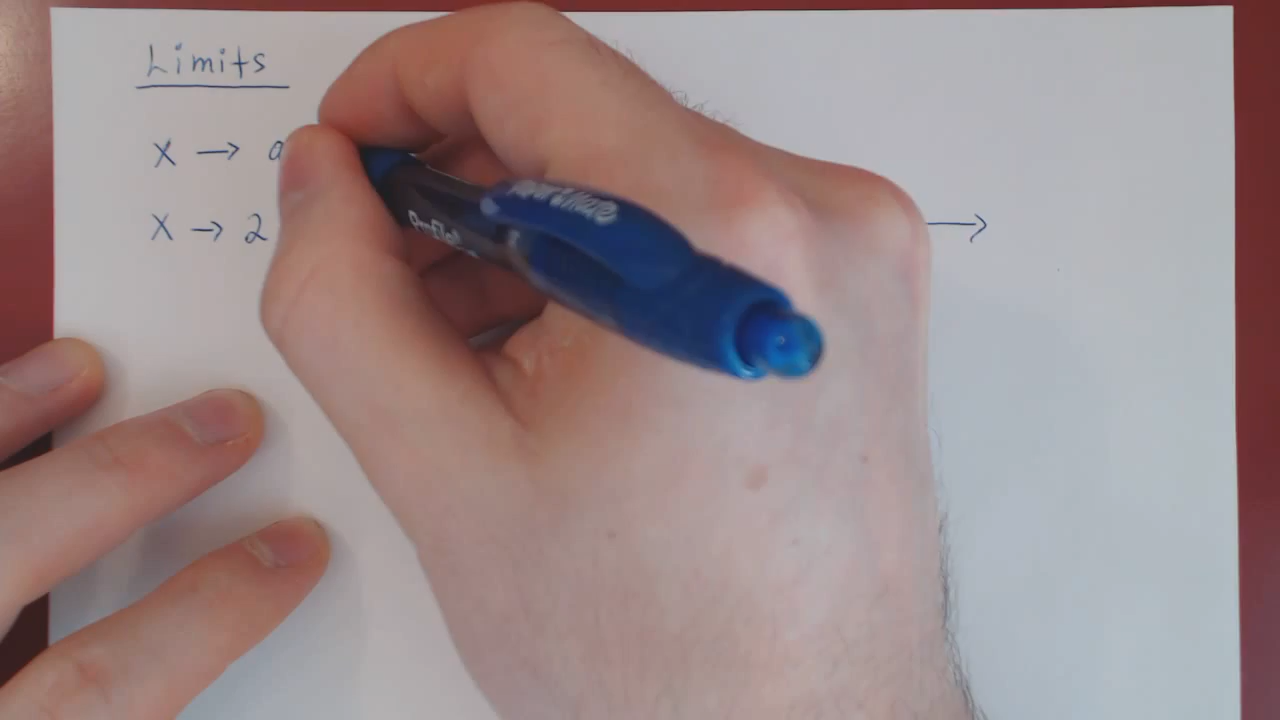 Limits
X → a
X → 2 →